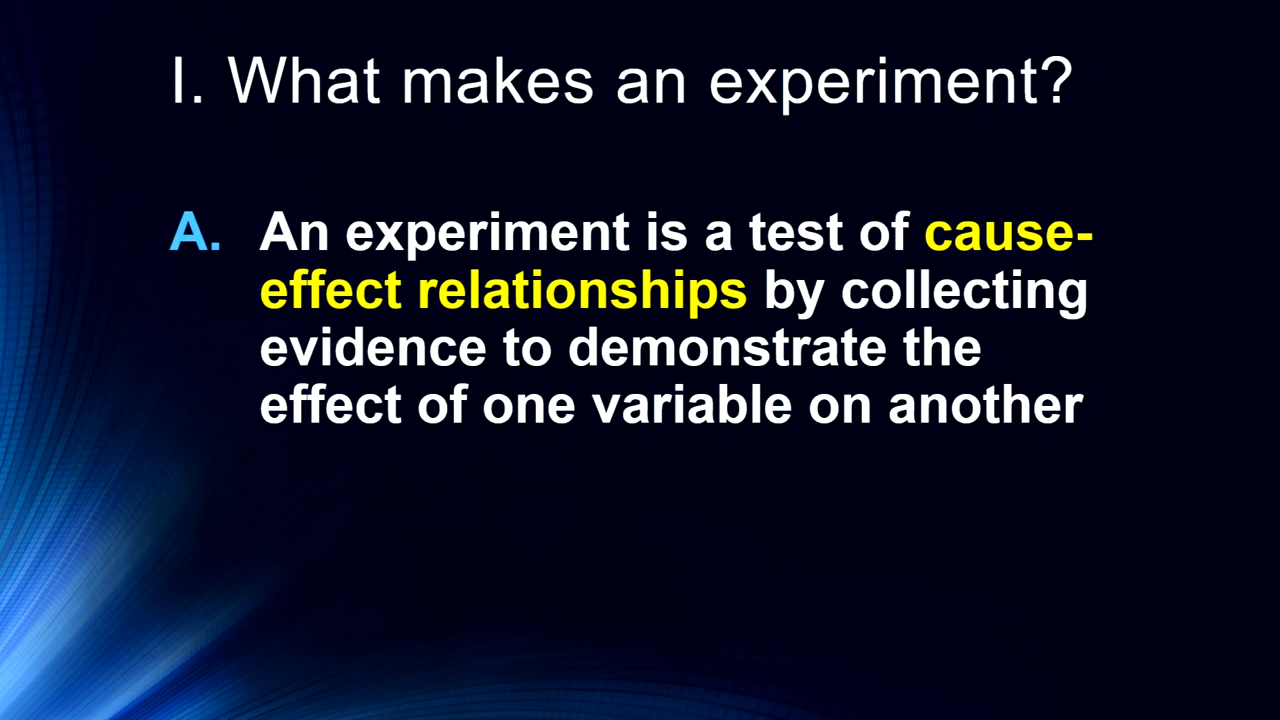 I. What makes an experiment?
A. An experiment is a test of cause-
effect relationships by collecting
evidence to demonstrate the
effect of one variable on another